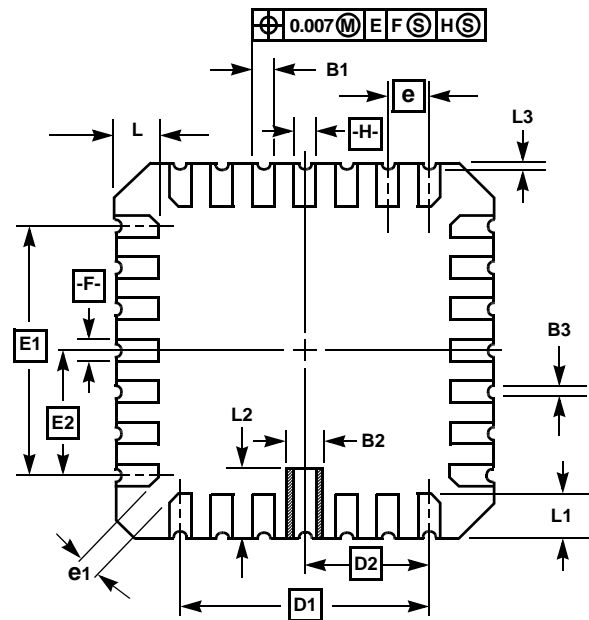 0.007 Ⓜ E F Ⓢ H Ⓢ
B1
e
L
-H-
L3
-F-
E1
B3
E2
L2
B2
L1
e1
D2
D1